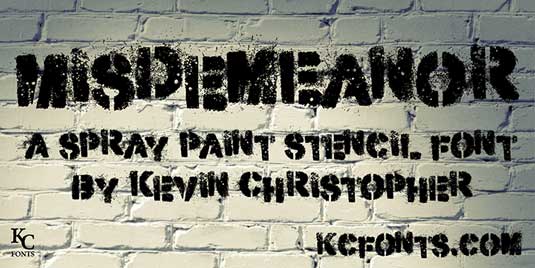 MISDEMEANOR
A SPRAY PAINT STENCIL FONT
BY KEVIN CHRISTOPHER
KC
FONTS
KCFONTS.COM